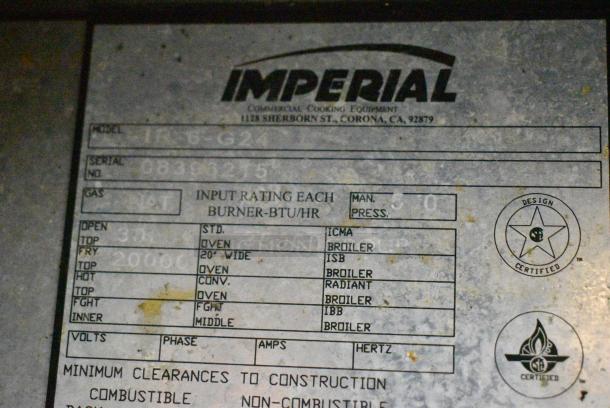 IMPERIAL
COMMERCIAL COOKING EQUIPMENT
1128 SHERBORN ST., CORONA, CA, 92879
MODEL
SERIAL NO.
GAS NAT INPUT RATING EACH BURNER-BTU/HR MAN. PRESS.
OPEN TOP STD. OVEN ICMA BROILER
FRY TOP 20000 20" WIDE OVEN ISB BROILER
HOT TOP CONV. OVEN RADIANT BROILER
FGHT INNER FGHT MIDDLE IBB BROILER
VOLTS PHASE AMPS HERTZ
MINIMUM CLEARANCES TO CONSTRUCTION
COMBUSTIBLE NON-COMBUSTIBLE
DESIGN
CERTIFIED
CERTIFIED